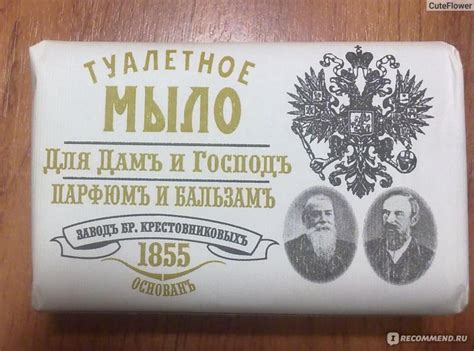 CuteFlower
ТУАЛЕТНОЕ
МЫЛО
Для Дамъ и Господъ
ПАРФЮМЪ И БАЛЬЗАМЪ
ЗАВОДЪ БР. КРЕСТОВНИКОВЫХЪ
1855
ОСНОВАНЪ
IRECOMMEND.RU